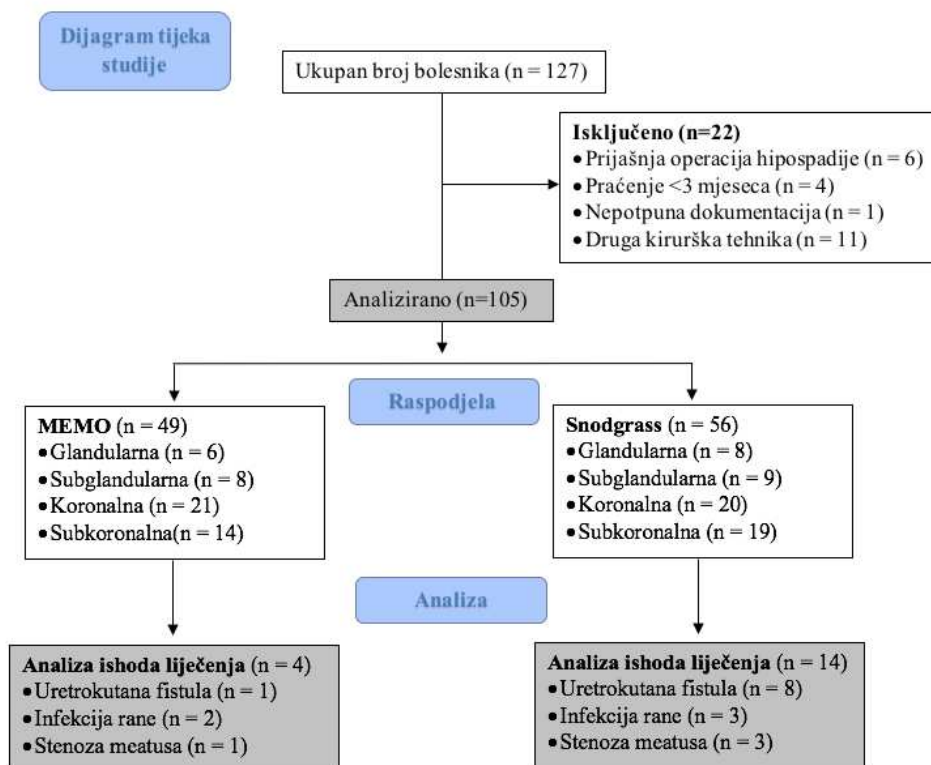 Dijagram tijeka
studije
Ukupan broj bolesnika (n = 127)
Isključeno (n=22)
•Prijašnja operacija hipospadije (n = 6)
•Praćenje <3 mjeseca (n = 4)
•Nepotpuna dokumentacija (n = 1)
•Druga kirurška tehnika (n = 11)
Analizirano (n=105)
Raspodjela
MEMO (n = 49)
•Glandularna (n = 6)
•Subglandularna (n = 8)
•Koronalna (n = 21)
•Subkoronalna(n = 14)
Snodgrass (n = 56)
•Glandularna (n = 8)
•Subglandularna (n = 9)
•Koronalna (n = 20)
•Subkoronalna (n = 19)
Analiza
Analiza ishoda liječenja (n = 4)
•Uretrokutana fistula (n = 1)
•Infekcija rane (n = 2)
•Stenoza meatusa (n = 1)
Analiza ishoda liječenja (n = 14)
•Uretrokutana fistula (n = 8)
•Infekcija rane (n = 3)
•Stenoza meatusa (n = 3)